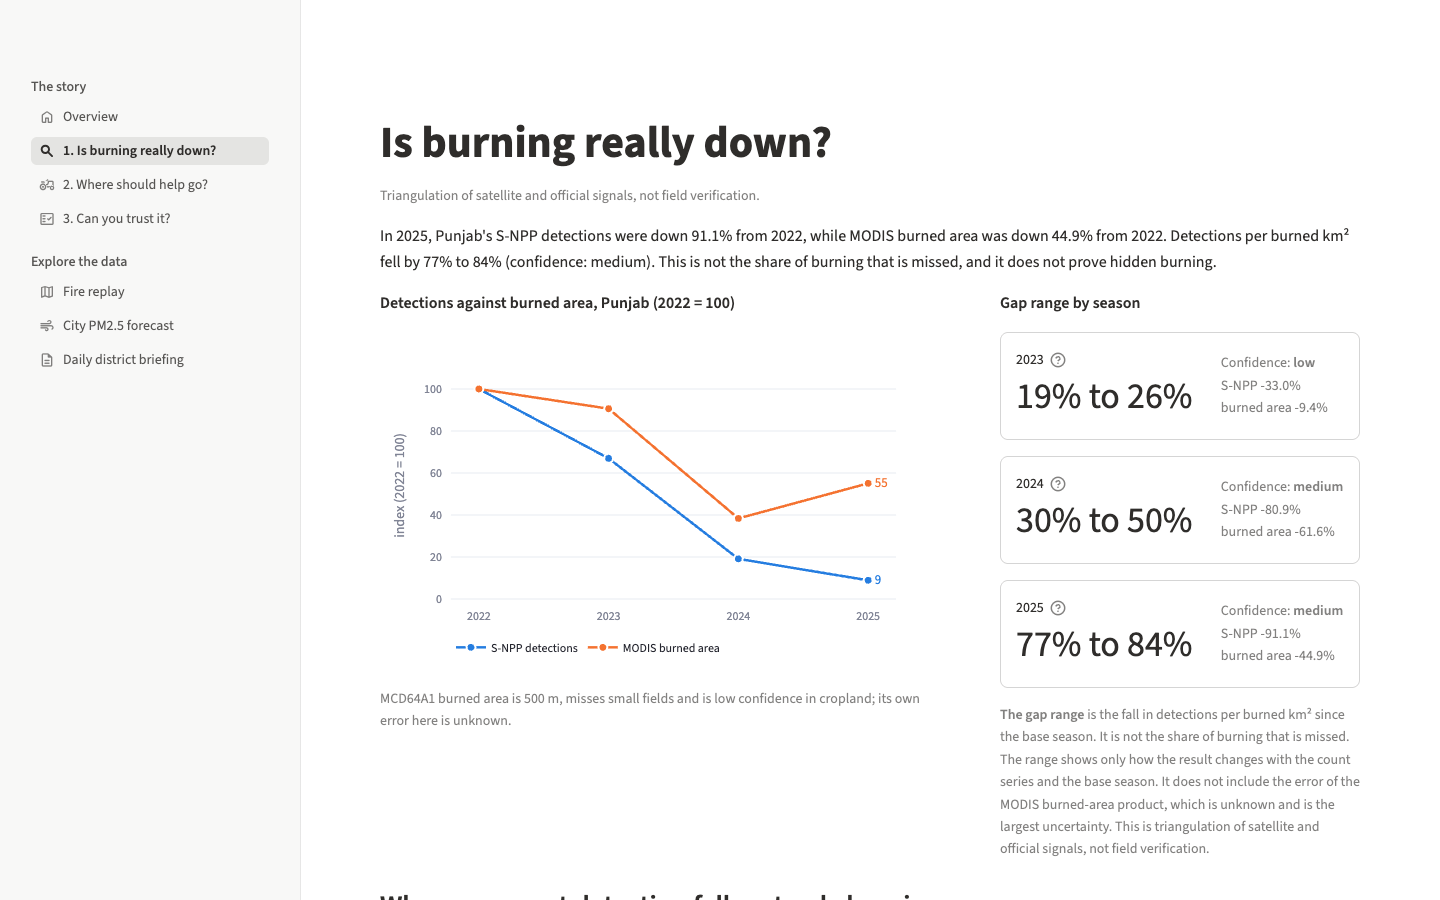 The story
Overview
1. Is burning really down?
2. Where should help go?
3. Can you trust it?
Explore the data
Fire replay
City PM2.5 forecast
Daily district briefing
Is burning really down?
Triangulation of satellite and official signals, not field verification.
In 2025, Punjab's S-NPP detections were down 91.1% from 2022, while MODIS burned area was down 44.9% from 2022. Detections per burned km²
fell by 77% to 84% (confidence: medium). This is not the share of burning that is missed, and it does not prove hidden burning.
Detections against burned area, Punjab (2022 = 100)
index (2022 = 100)
100
80
60
40
20
0
55
9
2022
2023
2024
2025
S-NPP detections
MODIS burned area
MCD64A1 burned area is 500 m, misses small fields and is low confidence in cropland; its own
error here is unknown.
Gap range by season
2023
19% to 26%
Confidence: low
S-NPP -33.0%
burned area -9.4%
2024
30% to 50%
Confidence: medium
S-NPP -80.9%
burned area -61.6%
2025
77% to 84%
Confidence: medium
S-NPP -91.1%
burned area -44.9%
The gap range is the fall in detections per burned km² since
the base season. It is not the share of burning that is missed.
The range shows only how the result changes with the count
series and the base season. It does not include the error of the
MODIS burned-area product, which is unknown and is the
largest uncertainty. This is triangulation of satellite and
official signals, not field verification.